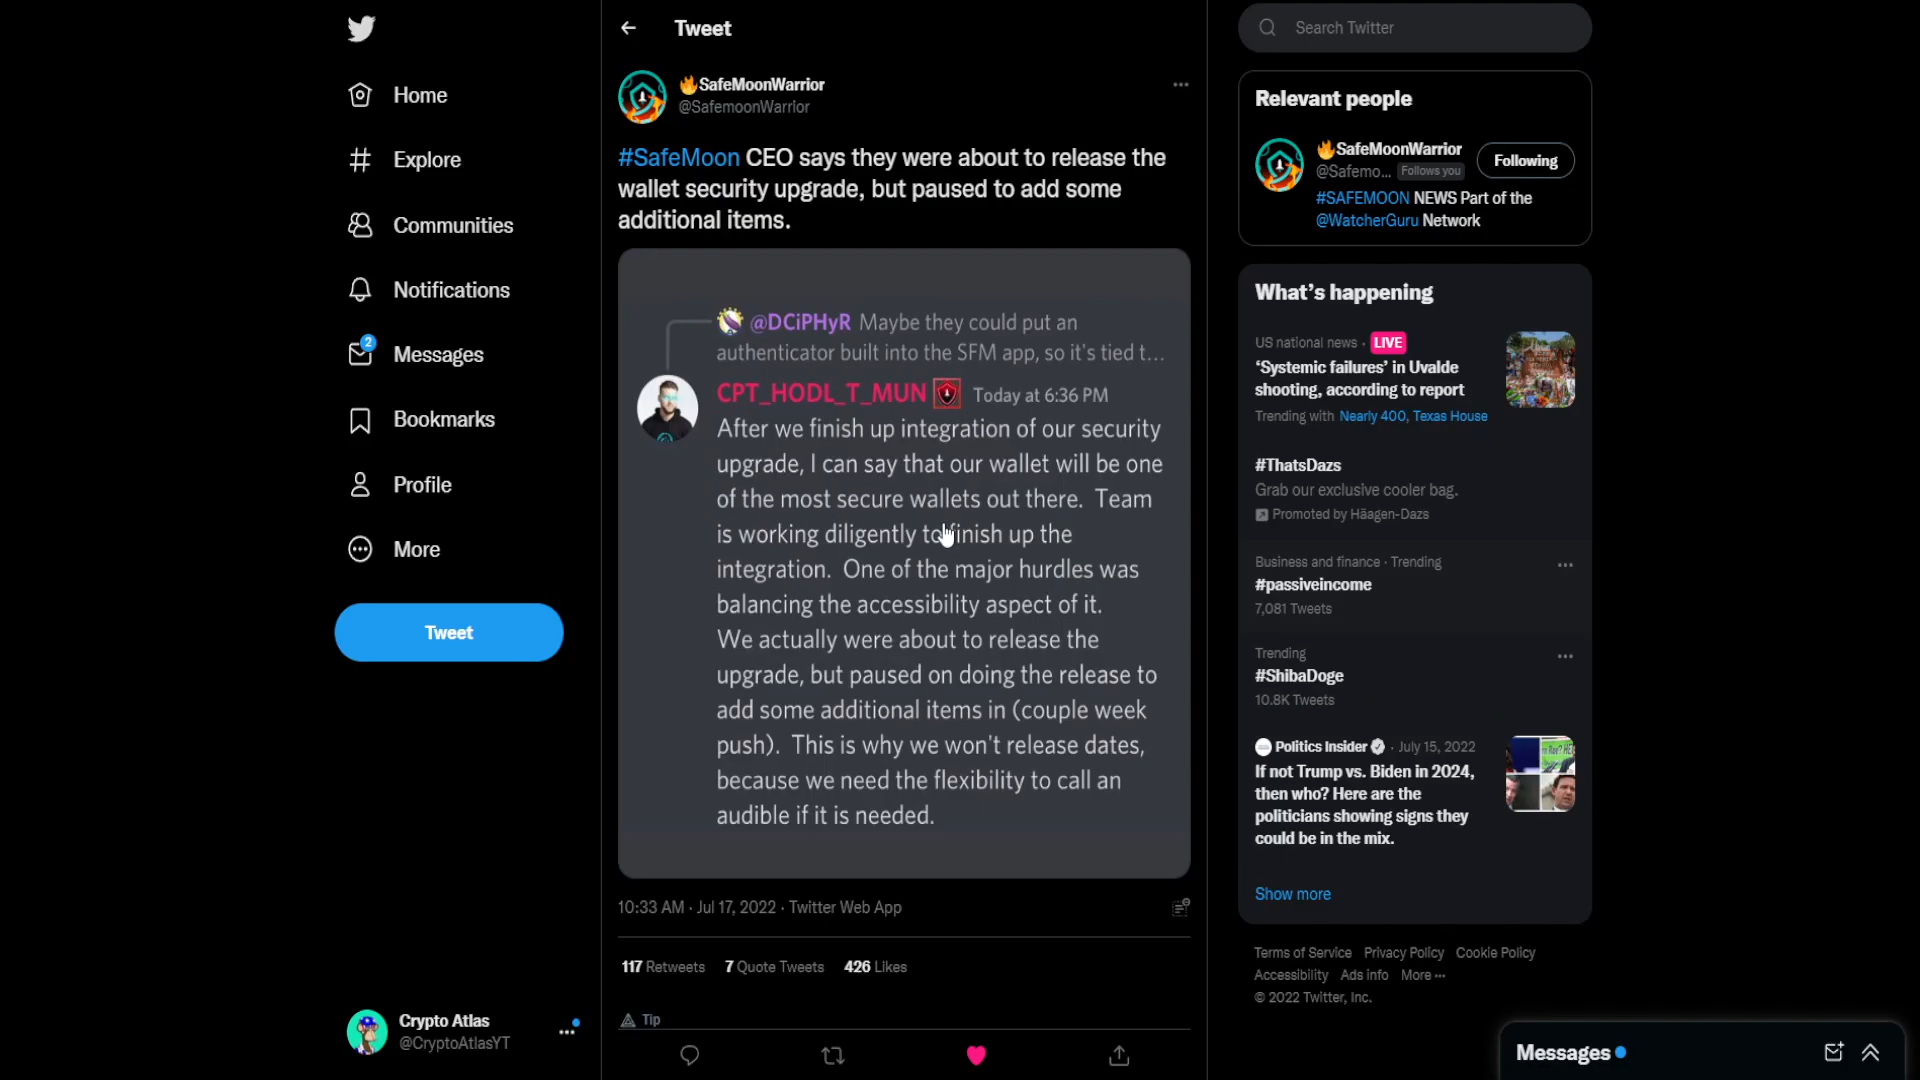 Home
Explore
Communities
Notifications
2
Messages
Bookmarks
Profile
More
Tweet
Crypto Atlas
@CryptoAtlasYT
Tweet
🔥SafeMoonWarrior
@SafemoonWarrIor
#SafeMoon CEO says they were about to release the
wallet security upgrade, but paused to add some
additional items.
@DCiPHyR Maybe they could put an
authenticator built into the SFM app, so it's tied t...
CPT_HODL_T_MUN Today at 6:36 PM
After we finish up integration of our security
upgrade, I can say that our wallet will be one
of the most secure wallets out there. Team
is working diligently to finish up the
integration. One of the major hurdles was
balancing the accessibility aspect of it.
We actually were about to release the
upgrade, but paused on doing the release to
add some additional items in (couple week
push). This is why we won't release dates,
because we need the flexibility to call an
audible if it is needed.
10:33 AM · Jul 17, 2022 · Twitter Web App
117 Retweets 7 Quote Tweets 426 Likes
Tip
Search Twitter
Relevant people
🔥SafeMoonWarrior
@Safemo... Follows you
Following
#SAFEMOON NEWS Part of the
@WatcherGuru Network
What's happening
US national news · LIVE
'Systemic failures' in Uvalde
shooting, according to report
Trending with Nearly 400, Texas House
#ThatsDazs
Grab our exclusive cooler bag.
Promoted by Häagen-Dazs
Business and finance · Trending
#passiveincome
7,081 Tweets
Trending
#ShibaDoge
10.8K Tweets
Politics Insider · July 15, 2022
If not Trump vs. Biden in 2024,
then who? Here are the
politicians showing signs they
could be in the mix.
Show more
Terms of Service Privacy Policy Cookie Policy
Accessibility Ads info More ···
© 2022 Twitter, Inc.
Messages